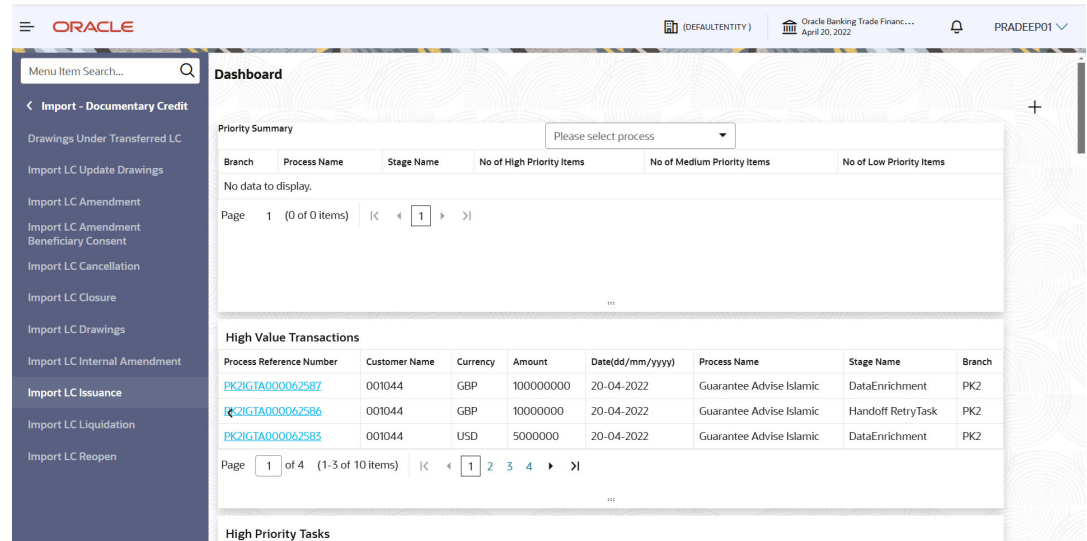 ORACLE
(DEFAULTENTITY )
Oracle Banking Trade Financ...
April 20, 2022
PRADEEP01
Menu Item Search...
Import - Documentary Credit
Drawings Under Transferred LC
Import LC Update Drawings
Import LC Amendment
Import LC Amendment
Beneficiary Consent
Import LC Cancellation
Import LC Closure
Import LC Drawings
Import LC Internal Amendment
Import LC Issuance
Import LC Liquidation
Import LC Reopen
Dashboard
Priority Summary
Please select process
Branch Process Name Stage Name No of High Priority Items No of Medium Priority Items No of Low Priority Items
No data to display.
Page 1 (0 of 0 items) 1
High Value Transactions
Process Reference Number Customer Name Currency Amount Date(dd/mm/yyyy) Process Name Stage Name Branch
PK2IGTA000062587 001044 GBP 100000000 20-04-2022 Guarantee Advise Islamic DataEnrichment PK2
PK2IGTA000062586 001044 GBP 10000000 20-04-2022 Guarantee Advise Islamic Handoff RetryTask PK2
PK2IGTA000062583 001044 USD 5000000 20-04-2022 Guarantee Advise Islamic DataEnrichment PK2
Page 1 of 4 (1-3 of 10 items) 1 2 3 4
High Priority Tasks